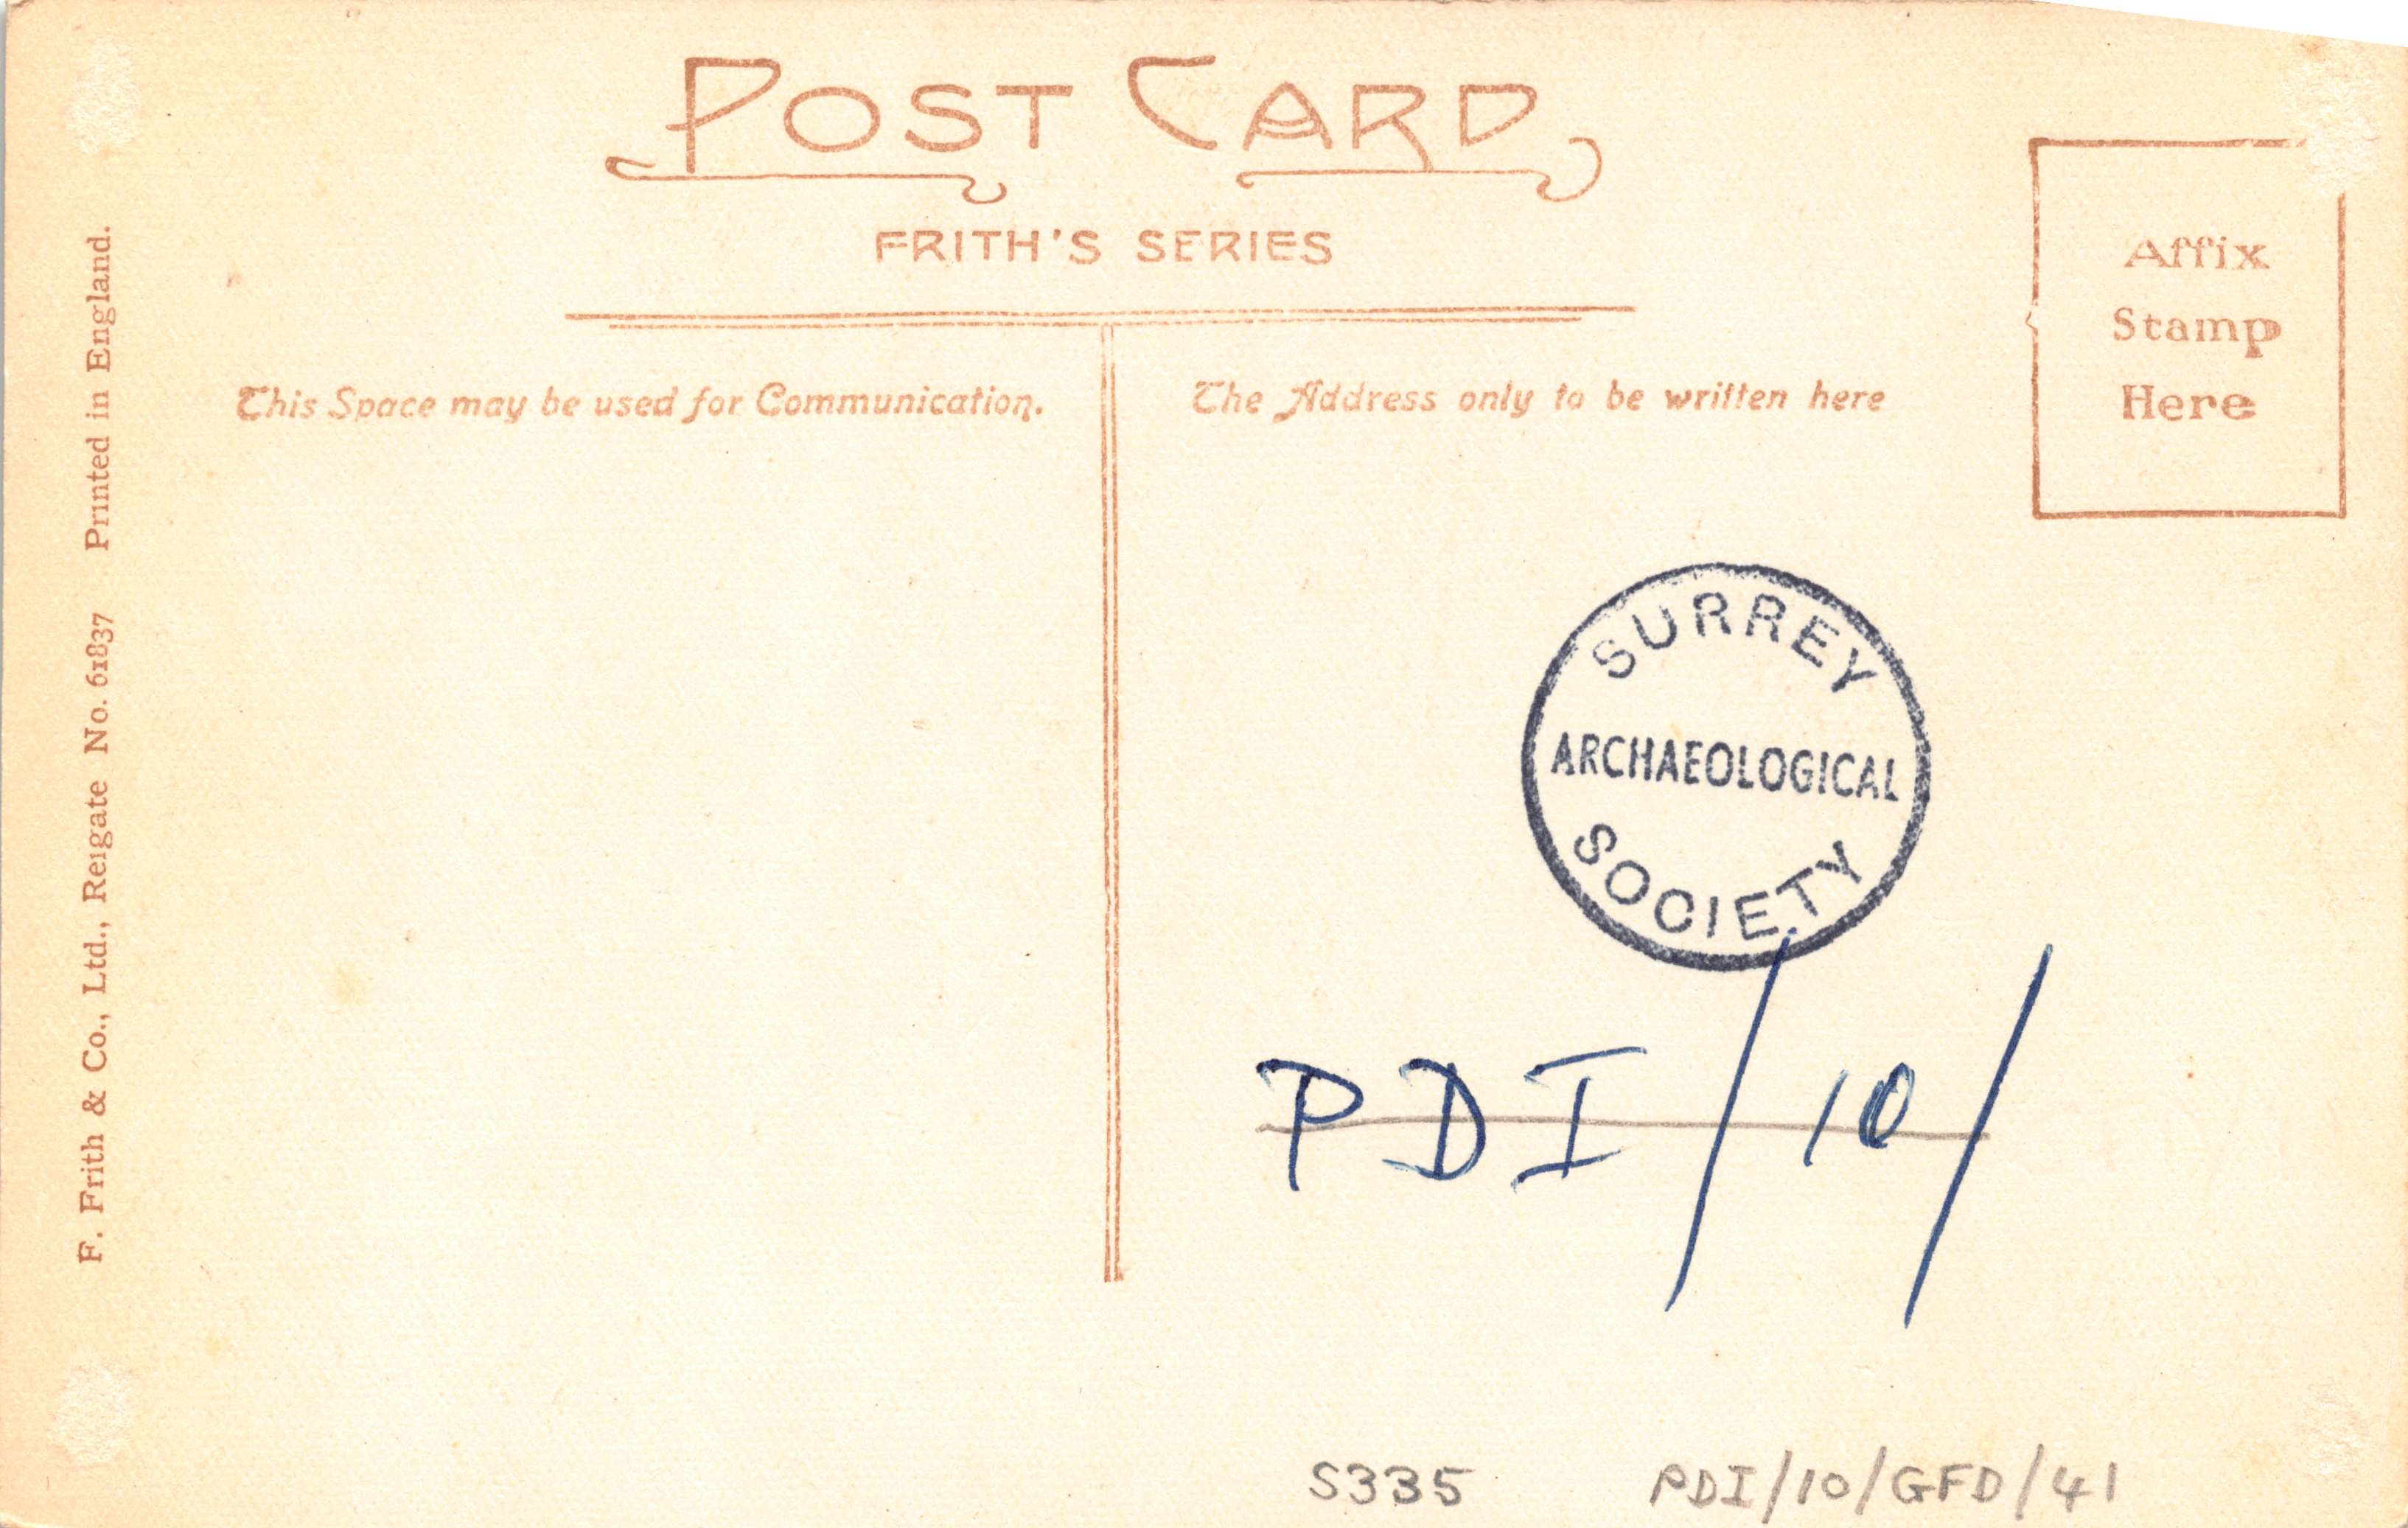 POST CARD
FRITH'S SERIES
Affix
Stamp
Here
This Space may be used for Communication.
The Address only to be written here
F. Frith & Co., Ltd., Reigate No. 61837 Printed in England.
SURREY
ARCHAEOLOGICAL
SOCIETY
PDI/10/
S335 PDI/10/GFD/41